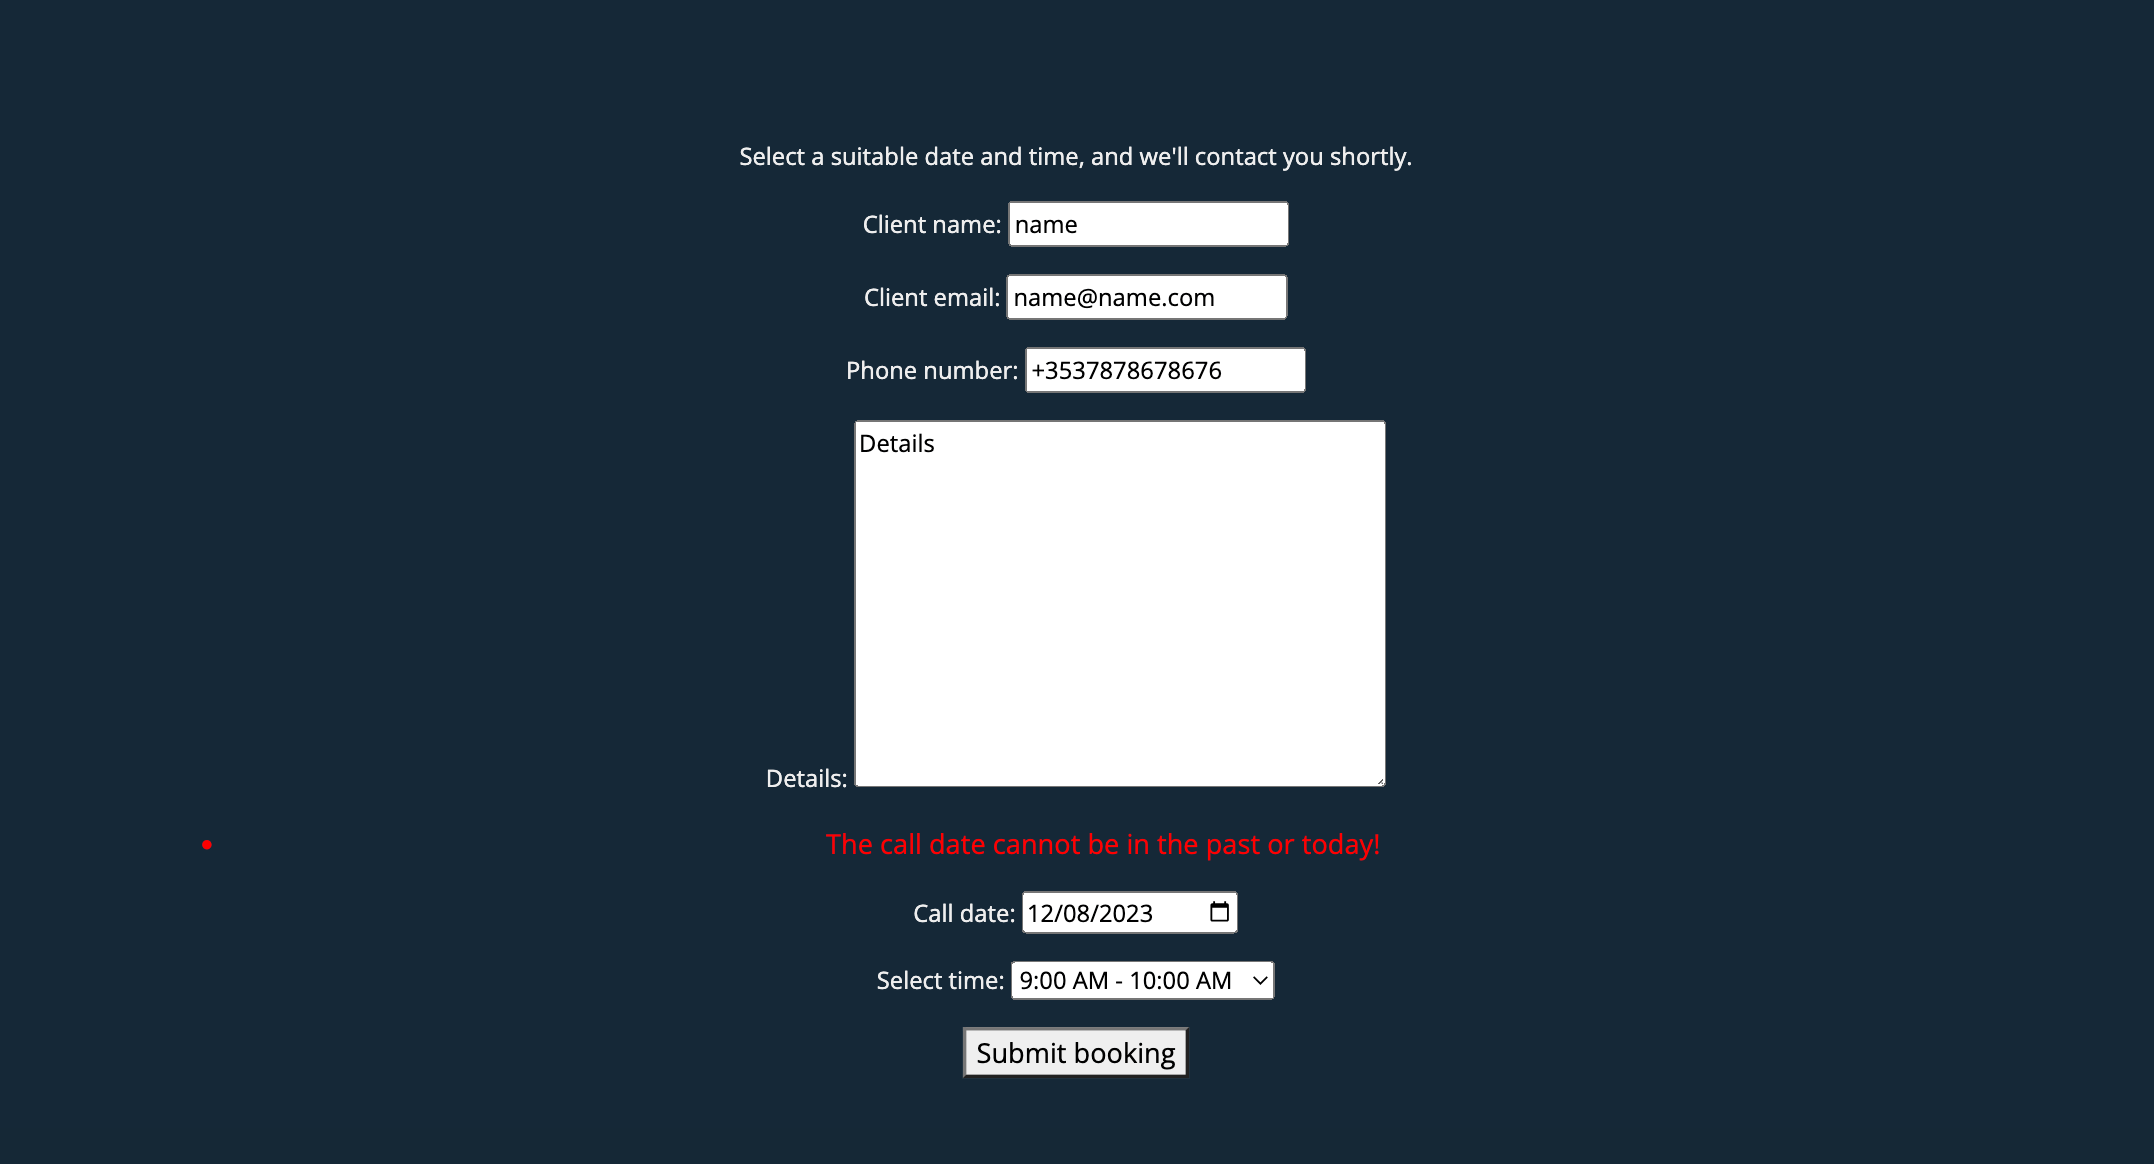 Select a suitable date and time, and we'll contact you shortly.
Client name: name
Client email: name@name.com
Phone number: +3537878678676
Details
Details:
• The call date cannot be in the past or today!
Call date: 12/08/2023
Select time: 9:00 AM - 10:00 AM
Submit booking